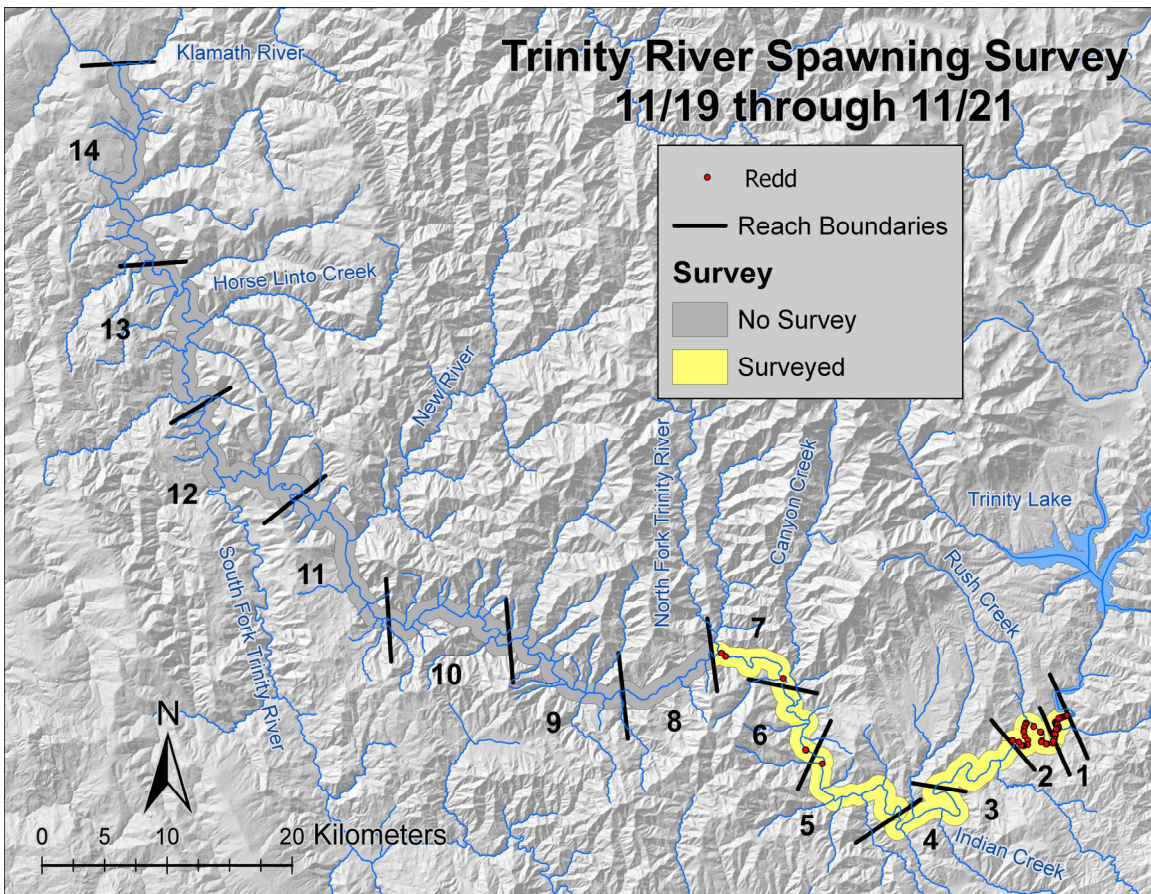 Trinity River Spawning Survey
11/19 through 11/21
Redd
Reach Boundaries
Survey
No Survey
Surveyed
Klamath River
14
Horse Linto Creek
13
New River
12
South Fork Trinity River
11
10
9
8
North Fork Trinity River
7
Canyon Creek
6
5
4
Indian Creek
3
2
1
Rush Creek
Trinity Lake
N
0 10 20 Kilometers